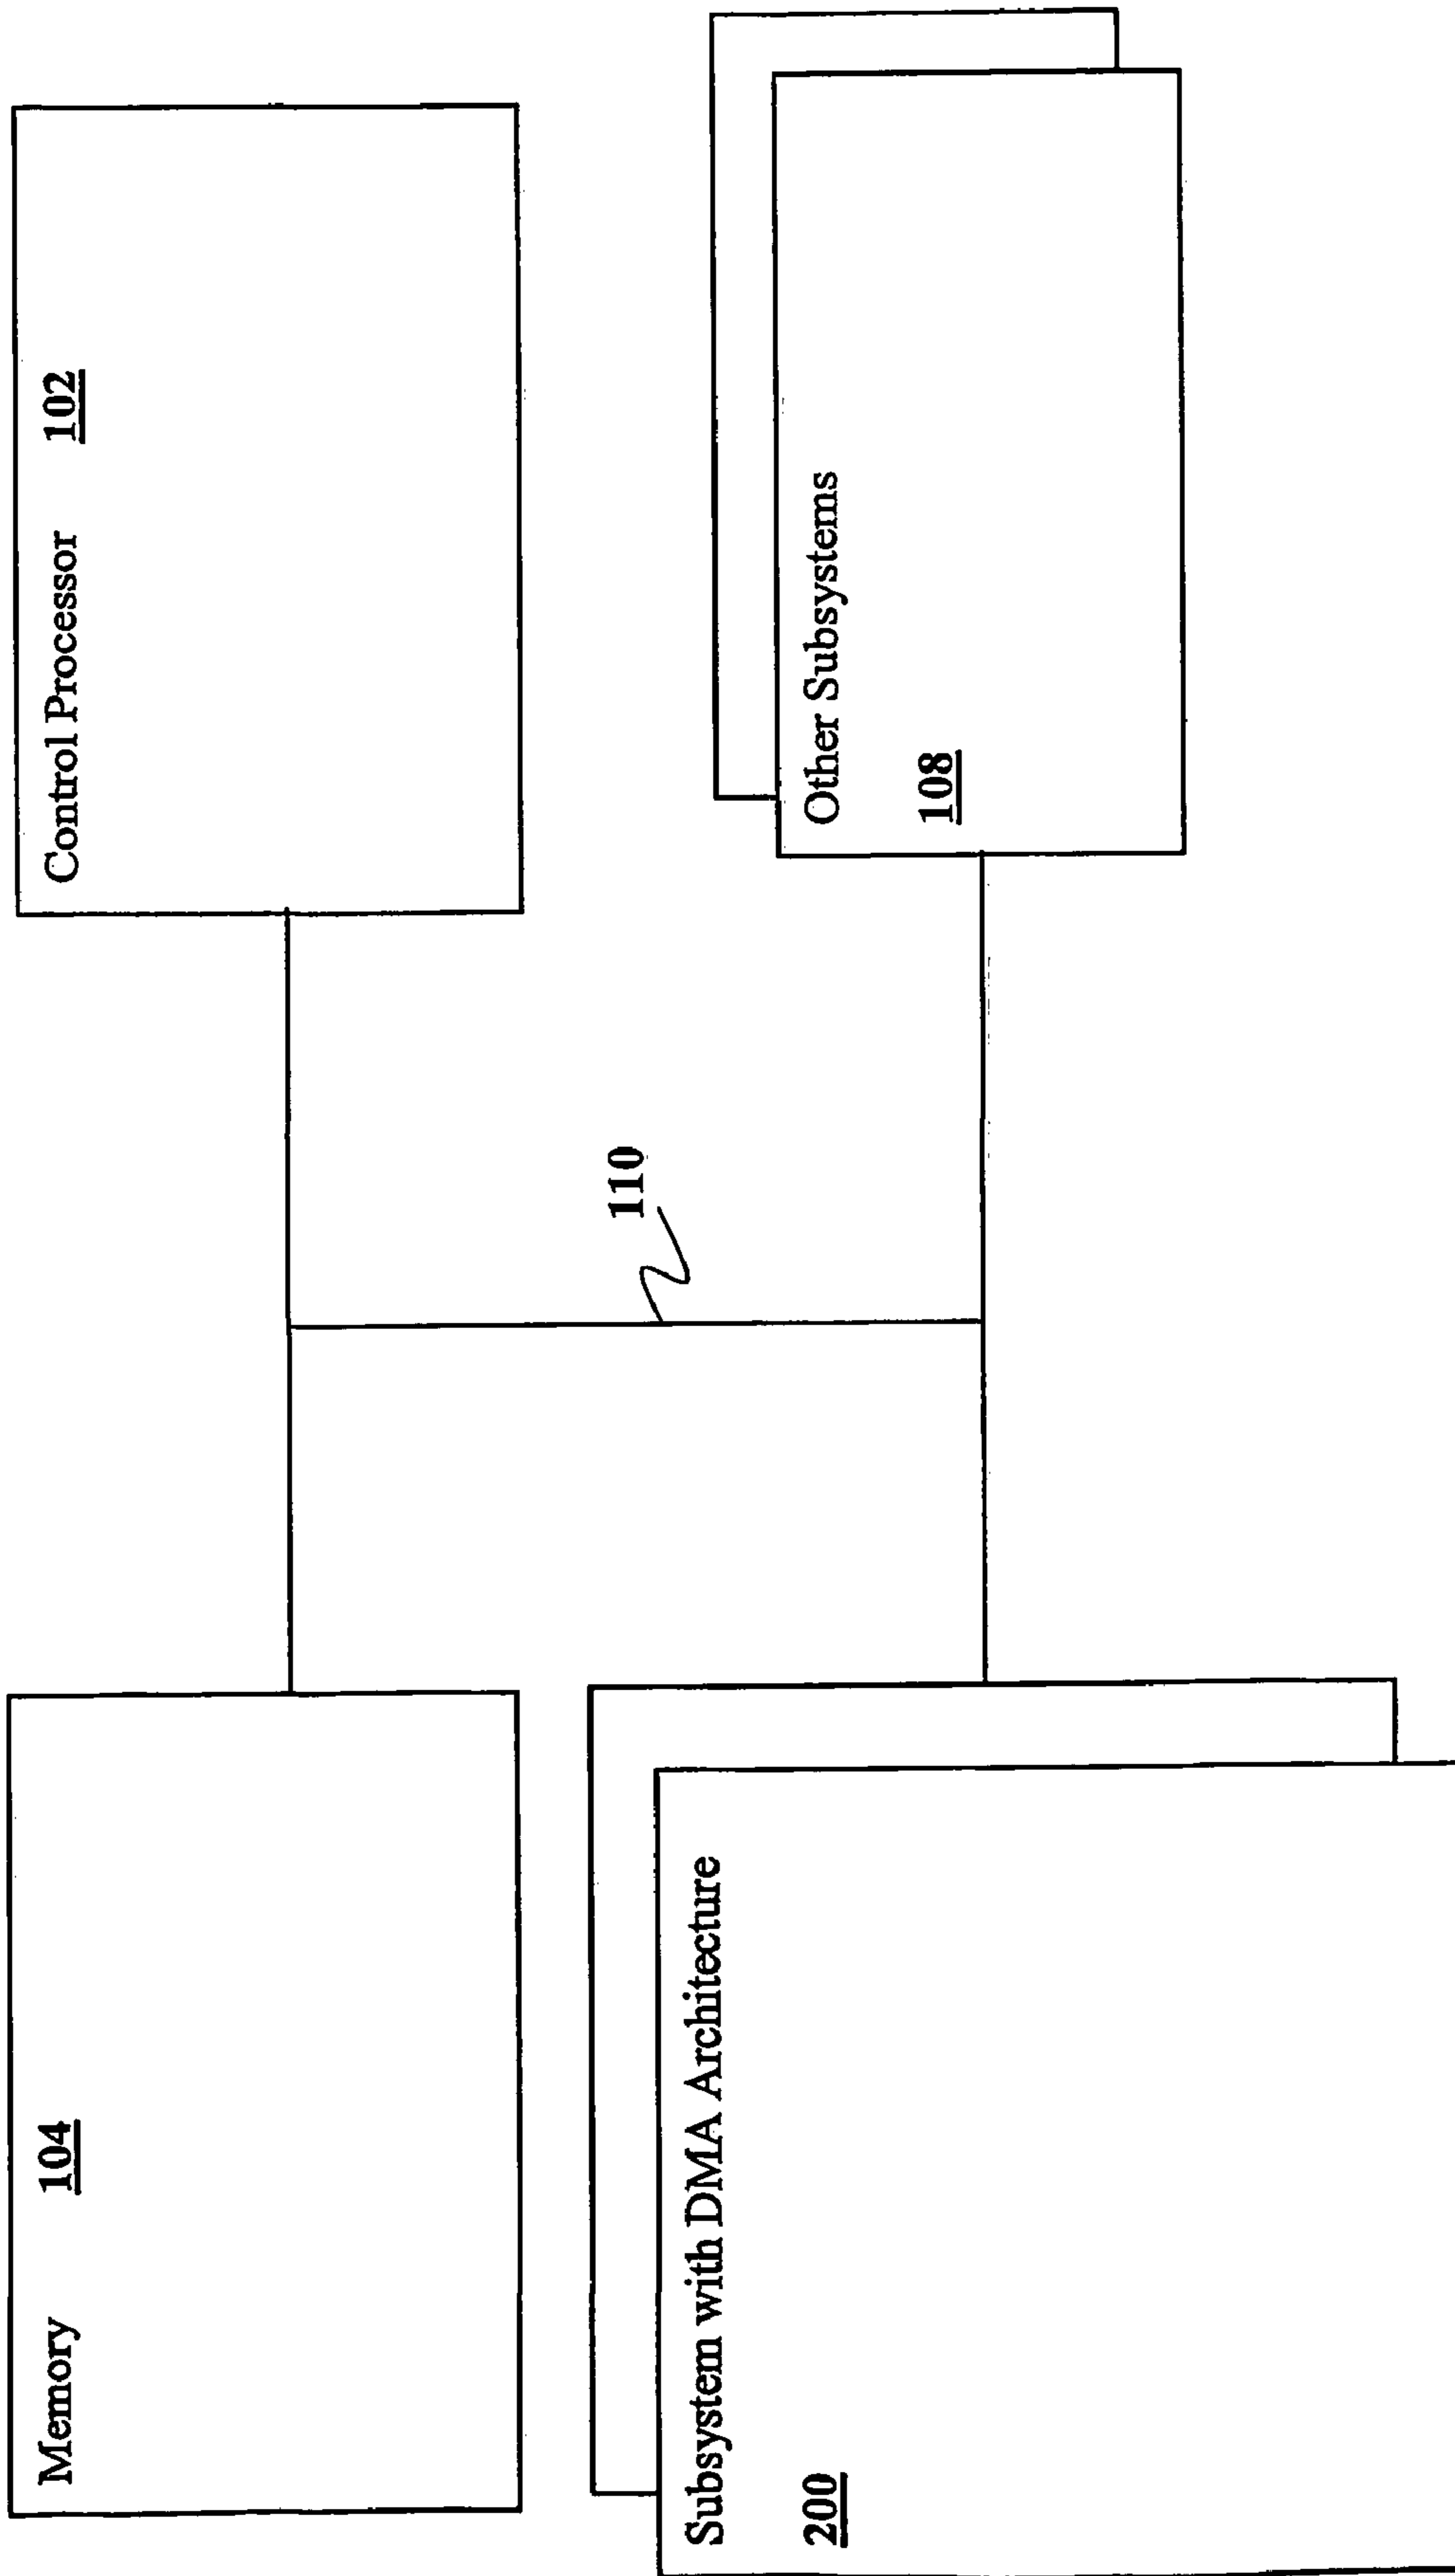 Memory 104
Control Processor 102
110
Subsystem with DMA Architecture
200
Other Subsystems
108